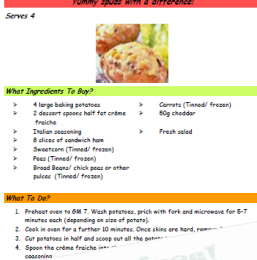 Yummy spuds with a difference!
Serves 4
What Ingredients To Buy?
4 large baking potatoes
2 dessert spoons half fat crème
fraiche
Italian seasoning
8 slices of sandwich ham
Sweetcorn (Tinned/ frozen)
Peas (Tinned/ frozen)
Broad Beans/ chick peas or other
pulses (Tinned/ frozen)
Carrots (Tinned/ frozen)
80g cheddar
Fresh salad
What To Do?
1. Preheat oven to GM 7. Wash potatoes, prick with fork and microwave for 5-7
minutes each (depending on size of potato).
2. Cook in oven for a further 10 minutes. Once skins are hard,
3. Cut potatoes in half and scoop out all the
4. Spoon the crème fraiche
seasoning